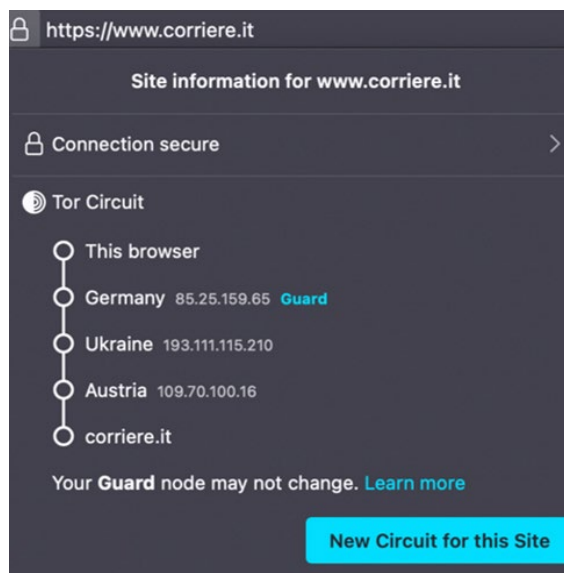 https://www.corriere.it
Site information for www.corriere.it
Connection secure
Tor Circuit
This browser
Germany 85.25.159.65 Guard
Ukraine 193.111.115.210
Austria 109.70.100.16
corriere.it
Your Guard node may not change. Learn more
New Circuit for this Site